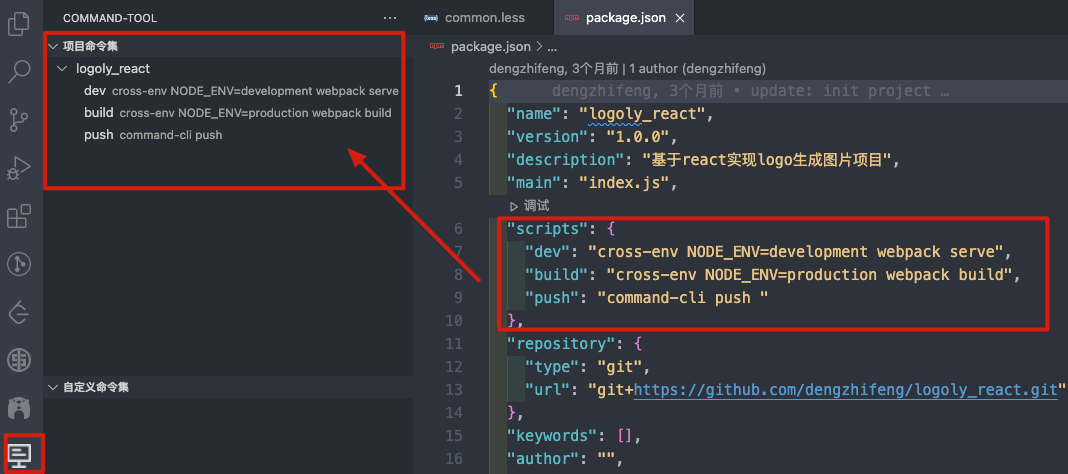 COMMAND-TOOL ···
项目命令集
logoly_react
dev cross-env NODE_ENV=development webpack serve
build cross-env NODE_ENV=production webpack build
push command-cli push
自定义命令集
common.less
package.json
package.json > ...
dengzhifeng, 3个月前 | 1 author (dengzhifeng)
1 { dengzhifeng, 3个月前 • update: init project …
2 "name": "logoly_react",
3 "version": "1.0.0",
4 "description": "基于react实现logo生成图片项目",
5 "main": "index.js",
调试
6 "scripts": {
7 "dev": "cross-env NODE_ENV=development webpack serve",
8 "build": "cross-env NODE_ENV=production webpack build",
9 "push": "command-cli push "
10 },
11 "repository": {
12 "type": "git",
13 "url": "git+https://github.com/dengzhifeng/logoly_react.git"
14 },
15 "keywords": [],
16 "author": "",